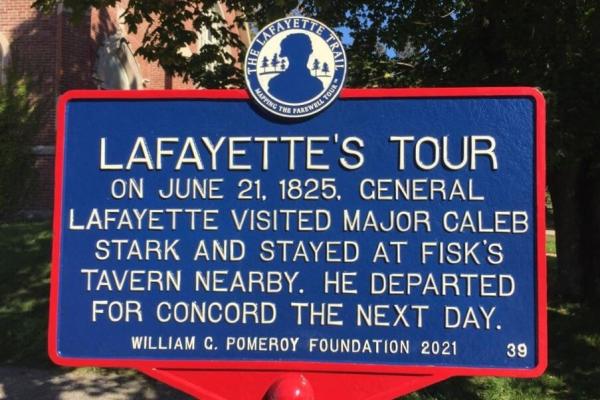 THE LAFAYETTE TRAIL
MAPPING THE FAREWELL TOUR
LAFAYETTE'S TOUR
ON JUNE 21, 1825, GENERAL
LAFAYETTE VISITED MAJOR CALEB
STARK AND STAYED AT FISK'S
TAVERN NEARBY. HE DEPARTED
FOR CONCORD THE NEXT DAY.
WILLIAM G. POMEROY FOUNDATION 2021 39